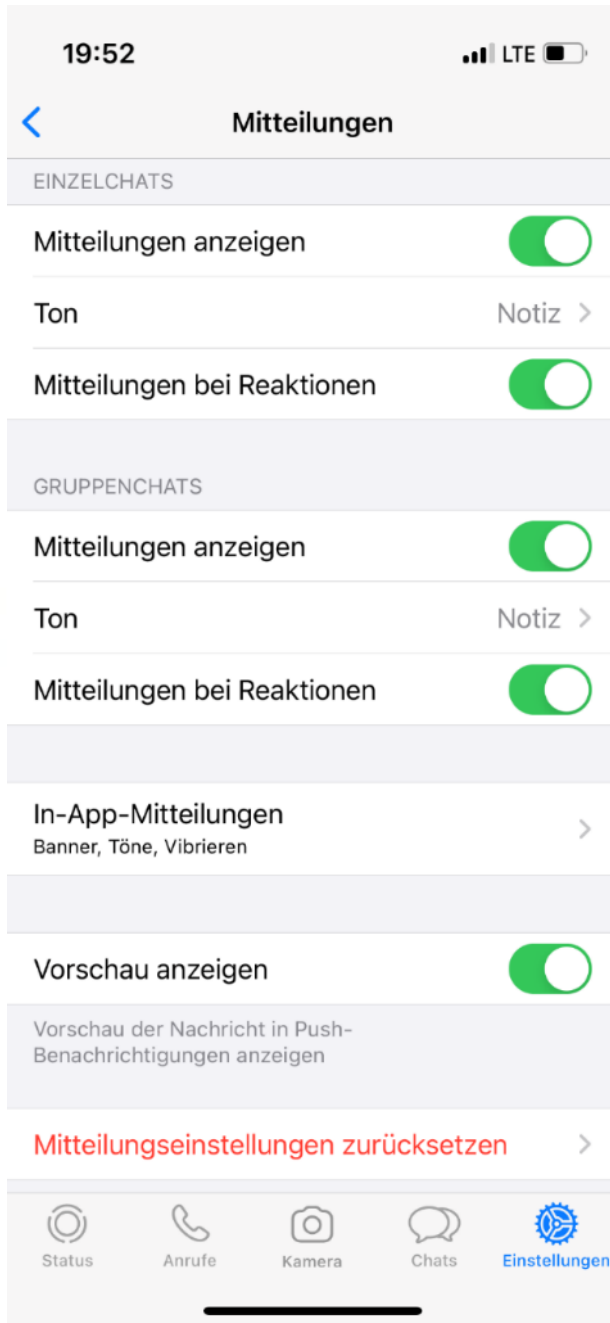 19:52
LTE
Mitteilungen
EINZELCHATS
Mitteilungen anzeigen
Ton
Notiz
Mitteilungen bei Reaktionen
GRUPPENCHATS
Mitteilungen anzeigen
Ton
Notiz
Mitteilungen bei Reaktionen
In-App-Mitteilungen
Banner, Töne, Vibrieren
Vorschau anzeigen
Vorschau der Nachricht in Push-
Benachrichtigungen anzeigen
Mitteilungseinstellungen zurücksetzen
Status
Anrufe
Kamera
Chats
Einstellungen